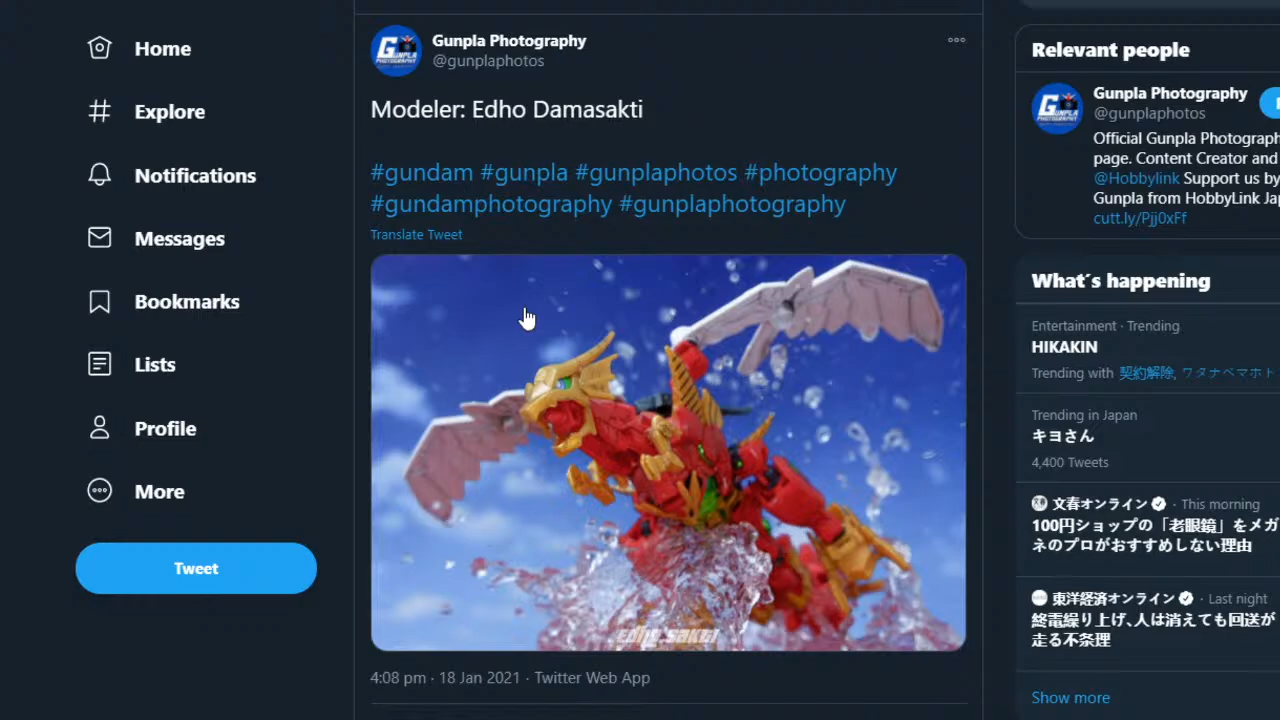 Home
Explore
Notifications
Messages
Bookmarks
Lists
Profile
More
Tweet
Gunpla Photography
@gunplaphotos
Modeler: Edho Damasakti
#gundam #gunpla #gunplaphotos #photography
#gundamphotography #gunplaphotography
Translate Tweet
edho.sakti
4:08 pm · 18 Jan 2021 · Twitter Web App
Relevant people
Gunpla Photography
@gunplaphotos
Official Gunpla Photograph
page. Content Creator and
@Hobbylink Support us by
Gunpla from HobbyLink Jap
cutt.ly/Pjj0xFf
What´s happening
Entertainment · Trending
HIKAKIN
Trending with 契約解除, ワタナベマホト
Trending in Japan
キヨさん
4,400 Tweets
文春オンライン · This morning
100円ショップの「老眼鏡」をメガ
ネのプロがおすすめしない理由
東洋経済オンライン · Last night
終電繰り上げ､人は消えても回送が
走る不条理
Show more